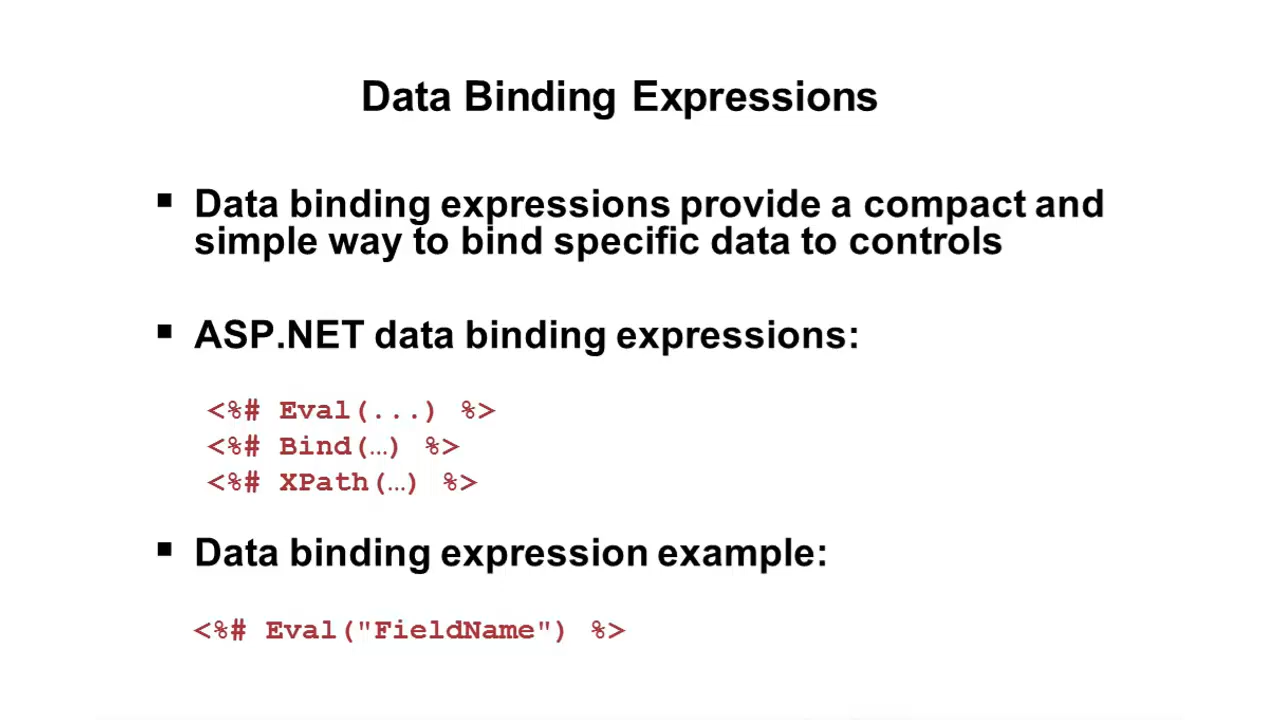 Data Binding Expressions
▪ Data binding expressions provide a compact and
simple way to bind specific data to controls
▪ ASP.NET data binding expressions:
<%# Eval(...) %>
<%# Bind(…) %>
<%# XPath(…) %>
▪ Data binding expression example:
<%# Eval("FieldName") %>